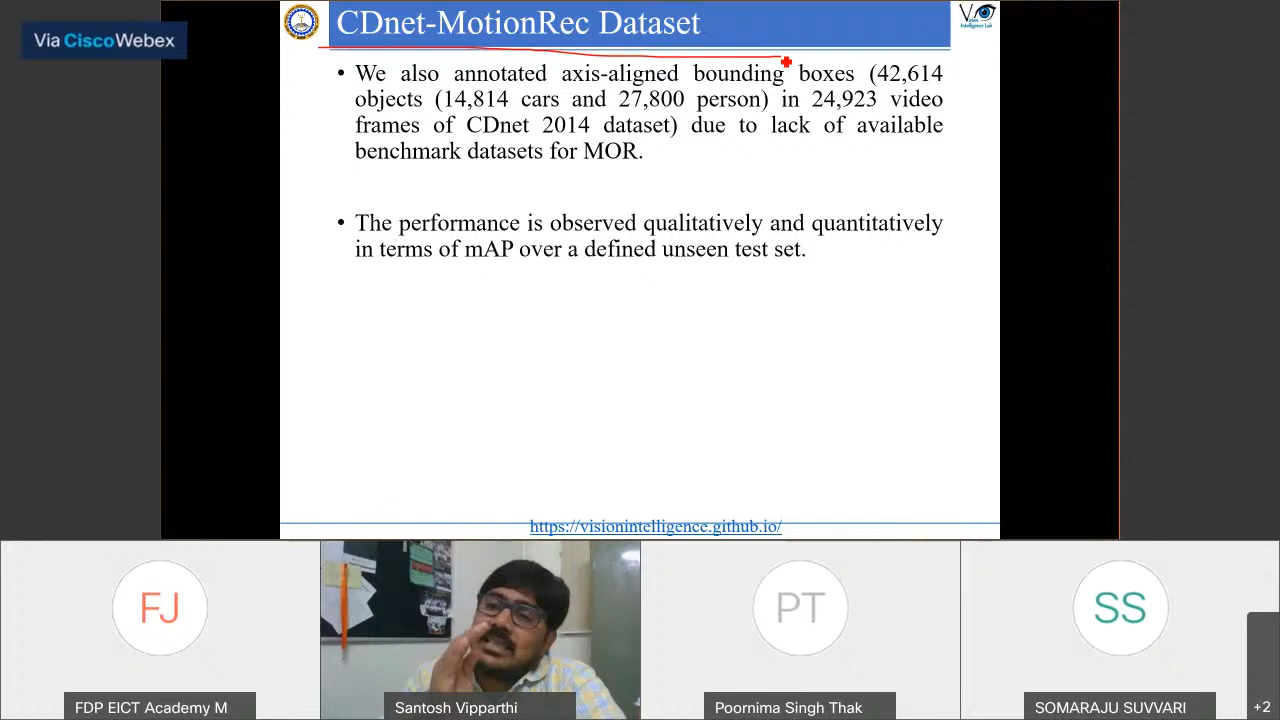 Via CiscoWebex
CDnet-MotionRec Dataset
Vision
Intelligence Lab
• We also annotated axis-aligned bounding boxes (42,614
objects (14,814 cars and 27,800 person) in 24,923 video
frames of CDnet 2014 dataset) due to lack of available
benchmark datasets for MOR.
• The performance is observed qualitatively and quantitatively
in terms of mAP over a defined unseen test set.
https://visionintelligence.github.io/
FJ
PT
SS
FDP EICT Academy M
Santosh Vipparthi
Poornima Singh Thak
SOMARAJU SUVVARI
+2